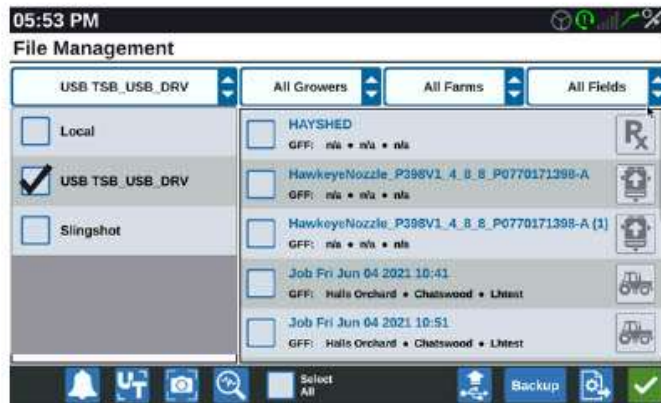 05:53 PM
File Management
USB TSB_USB_DRV
All Growers
All Farms
All Fields
Local
USB TSB_USB_DRV
Slingshot
HAYSHED
GFF: n/a • n/a • n/a
Rx
HawkeyeNozzle_P398V1_4_8_8_P0770171398-A
GFF: n/a • n/a • n/a
HawkeyeNozzle_P398V1_4_8_8_P0770171398-A (1)
GFF: n/a • n/a • n/a
Job Fri Jun 04 2021 10:41
GFF: Halls Orchard • Chatswood • Lhtest
Job Fri Jun 04 2021 10:51
GFF: Halls Orchard • Chatswood • Lhtest
UT
Select
All
Backup